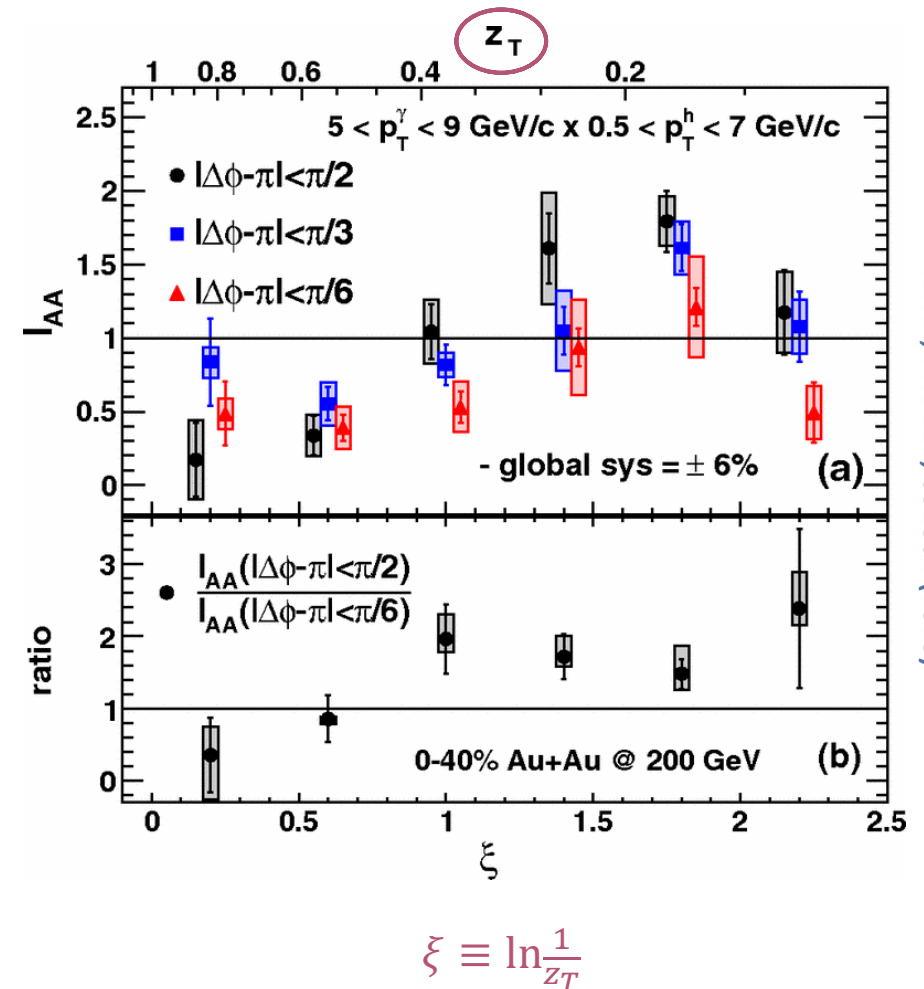 z_T
1 0.8 0.6 0.4 0.2
5 < p_T^γ < 9 GeV/c x 0.5 < p_T^h < 7 GeV/c
|Δϕ-π|<π/2
|Δϕ-π|<π/3
|Δϕ-π|<π/6
I_AA
2.5
2
1.5
1
0.5
0
- global sys = ± 6%
(a)
I_AA(|Δϕ-π|<π/2)
I_AA(|Δϕ-π|<π/6)
ratio
3
2
1
0
0-40% Au+Au @ 200 GeV
(b)
0 0.5 1 1.5 2 2.5
ξ
ξ ≡ ln 1/z_T